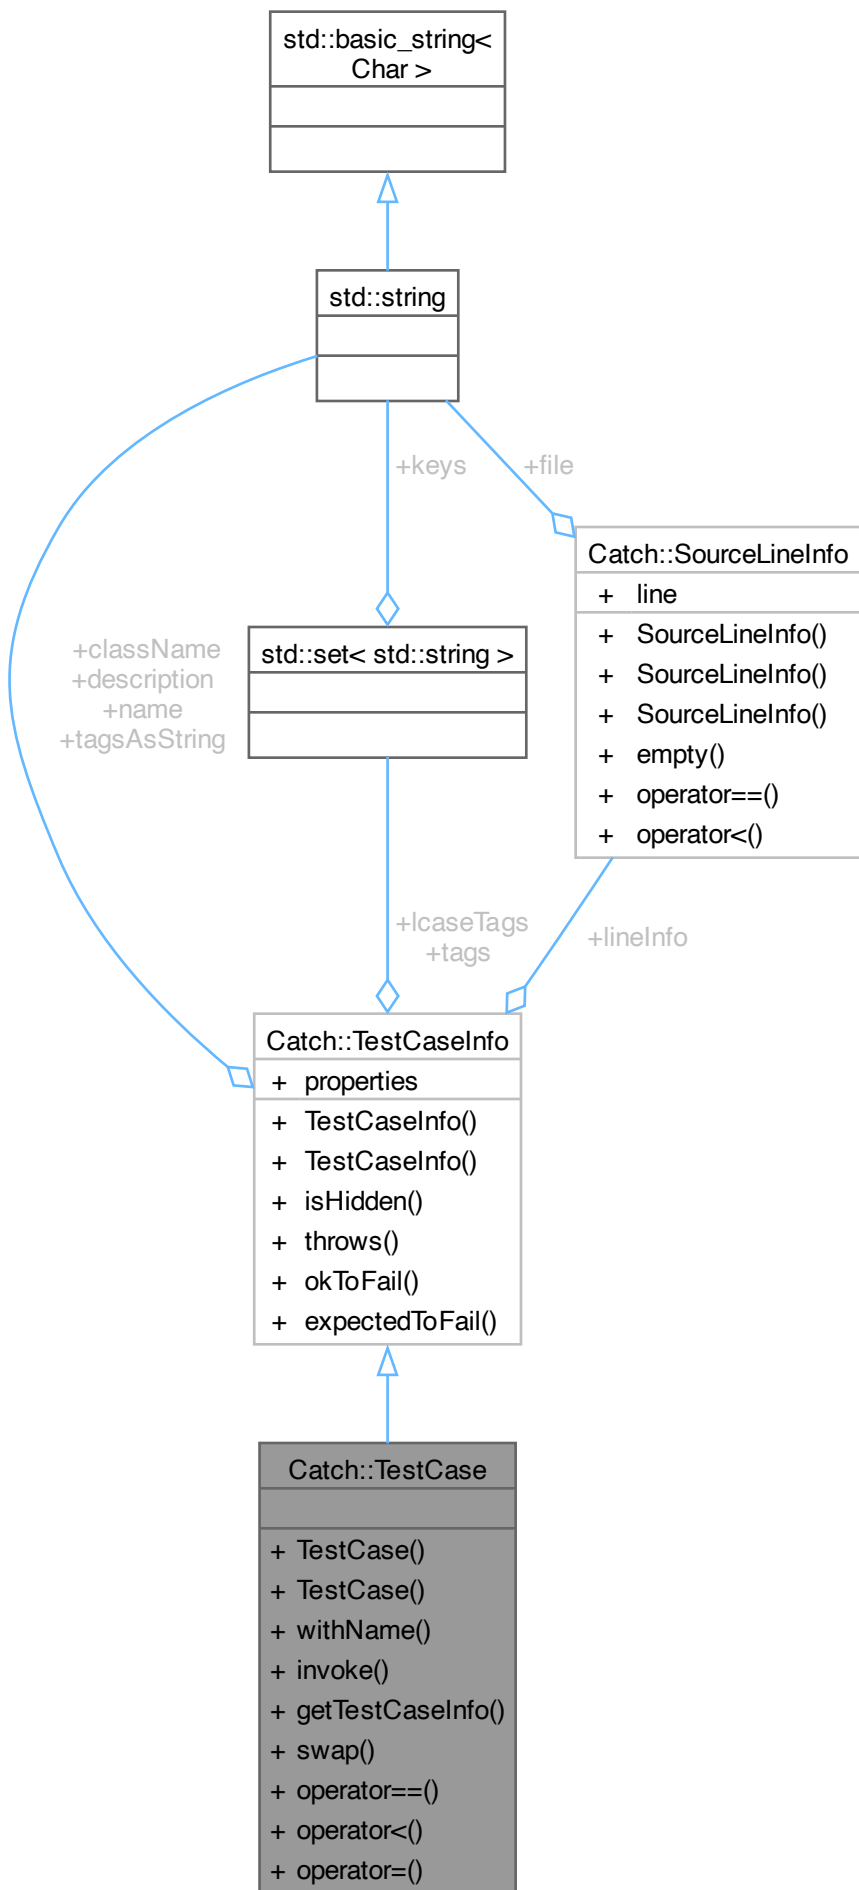 std::basic_string<
Char >
std::string
+keys
+file
Catch::SourceLineInfo
+ line
+ SourceLineInfo()
+ SourceLineInfo()
+ SourceLineInfo()
+ empty()
+ operator==()
+ operator<()
+className
+description
+name
+tagsAsString
std::set< std::string >
+lcaseTags
+tags
+lineInfo
Catch::TestCaseInfo
+ properties
+ TestCaseInfo()
+ TestCaseInfo()
+ isHidden()
+ throws()
+ okToFail()
+ expectedToFail()
Catch::TestCase
+ TestCase()
+ TestCase()
+ withName()
+ invoke()
+ getTestCaseInfo()
+ swap()
+ operator==()
+ operator<()
+ operator=()